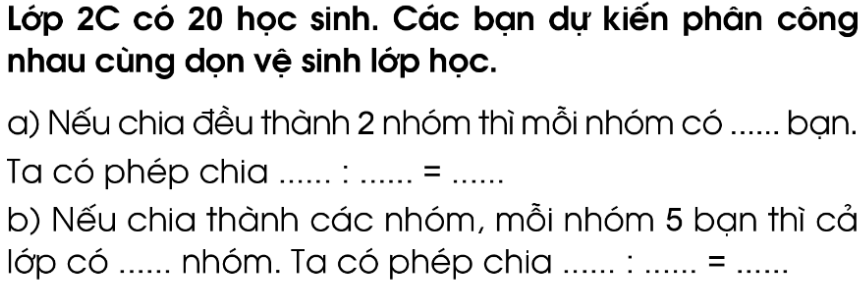 Lớp 2C có 20 học sinh. Các bạn dự kiến phân công
nhau cùng dọn vệ sinh lớp học.
a) Nếu chia đều thành 2 nhóm thì mỗi nhóm có ...... bạn.
Ta có phép chia ...... : ...... = ......
b) Nếu chia thành các nhóm, mỗi nhóm 5 bạn thì cả
lớp có ...... nhóm. Ta có phép chia ...... : ...... = ......